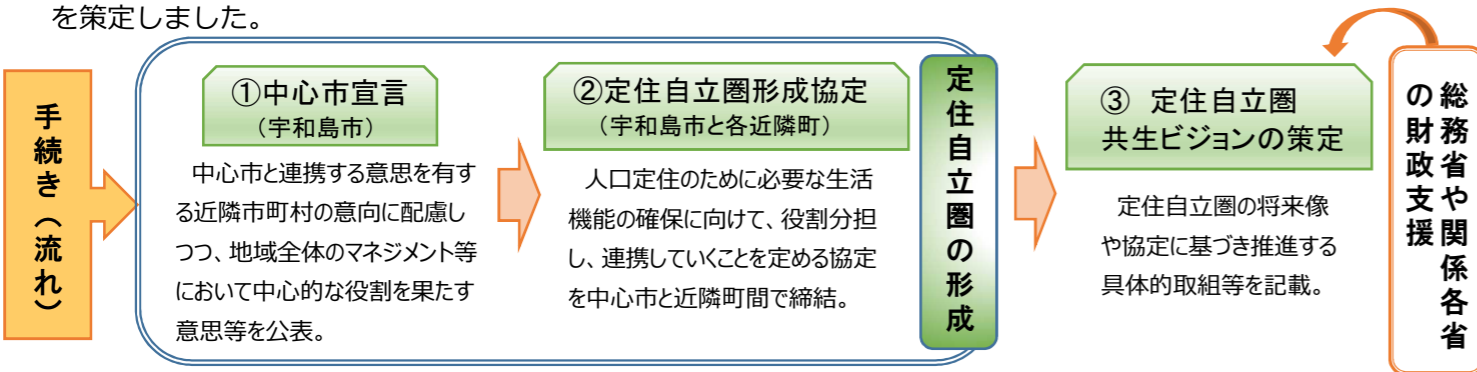 を策定しました。
手続き（流れ）
①中心市宣言
（宇和島市）
中心市と連携する意思を有す
る近隣市町村の意向に配慮し
つつ、地域全体のマネジメント等
において中心的な役割を果たす
意思等を公表。
②定住自立圏形成協定
（宇和島市と各近隣町）
人口定住のために必要な生活
機能の確保に向けて、役割分担
し、連携していくことを定める協定
を中心市と近隣町間で締結。
定住自立圏の形成
③ 定住自立圏
共生ビジョンの策定
定住自立圏の将来像
や協定に基づき推進する
具体的取組等を記載。
総務省や関係各省
の財政支援